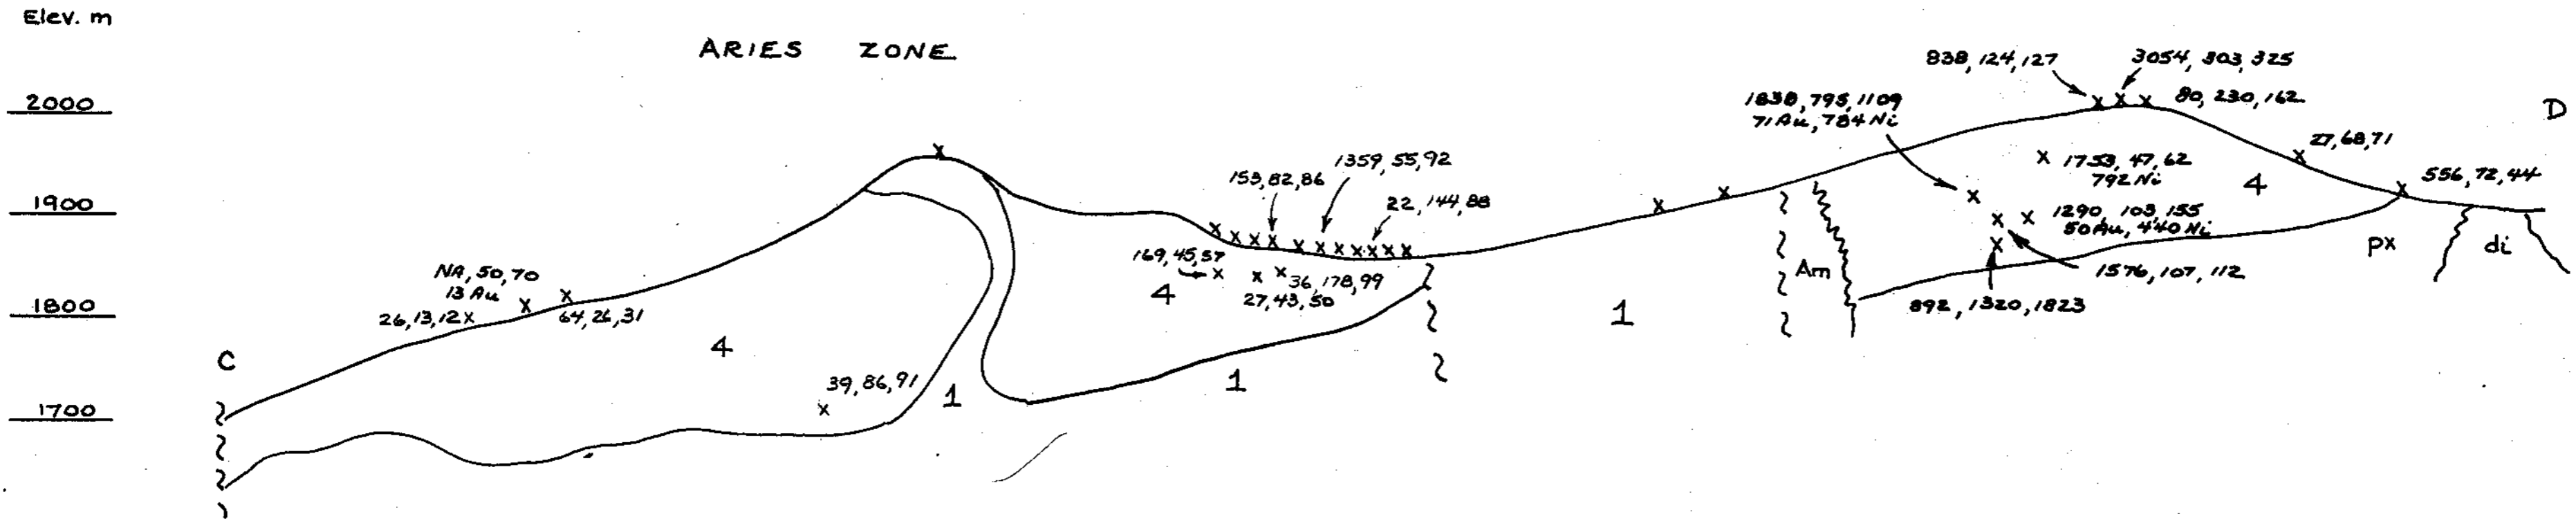 Elev. m
ARIES ZONE
2000
1900
1800
1700
C
NA, 50, 70
13 Au
26, 13, 12
64, 26, 31
4
39, 86, 91
1
153, 82, 86
1359, 55, 92
22, 144, 88
169, 45, 57
4
36, 178, 99
27, 43, 50
1
1
Am
838, 124, 127
3054, 303, 325
80, 230, 162
1838, 795, 1109
71 Au, 784 Ni
27, 68, 71
1753, 47, 62
792 Ni
4
1290, 103, 155
50 Au, 440 Ni
1576, 107, 112
892, 1320, 1823
556, 72, 44
px
di
D